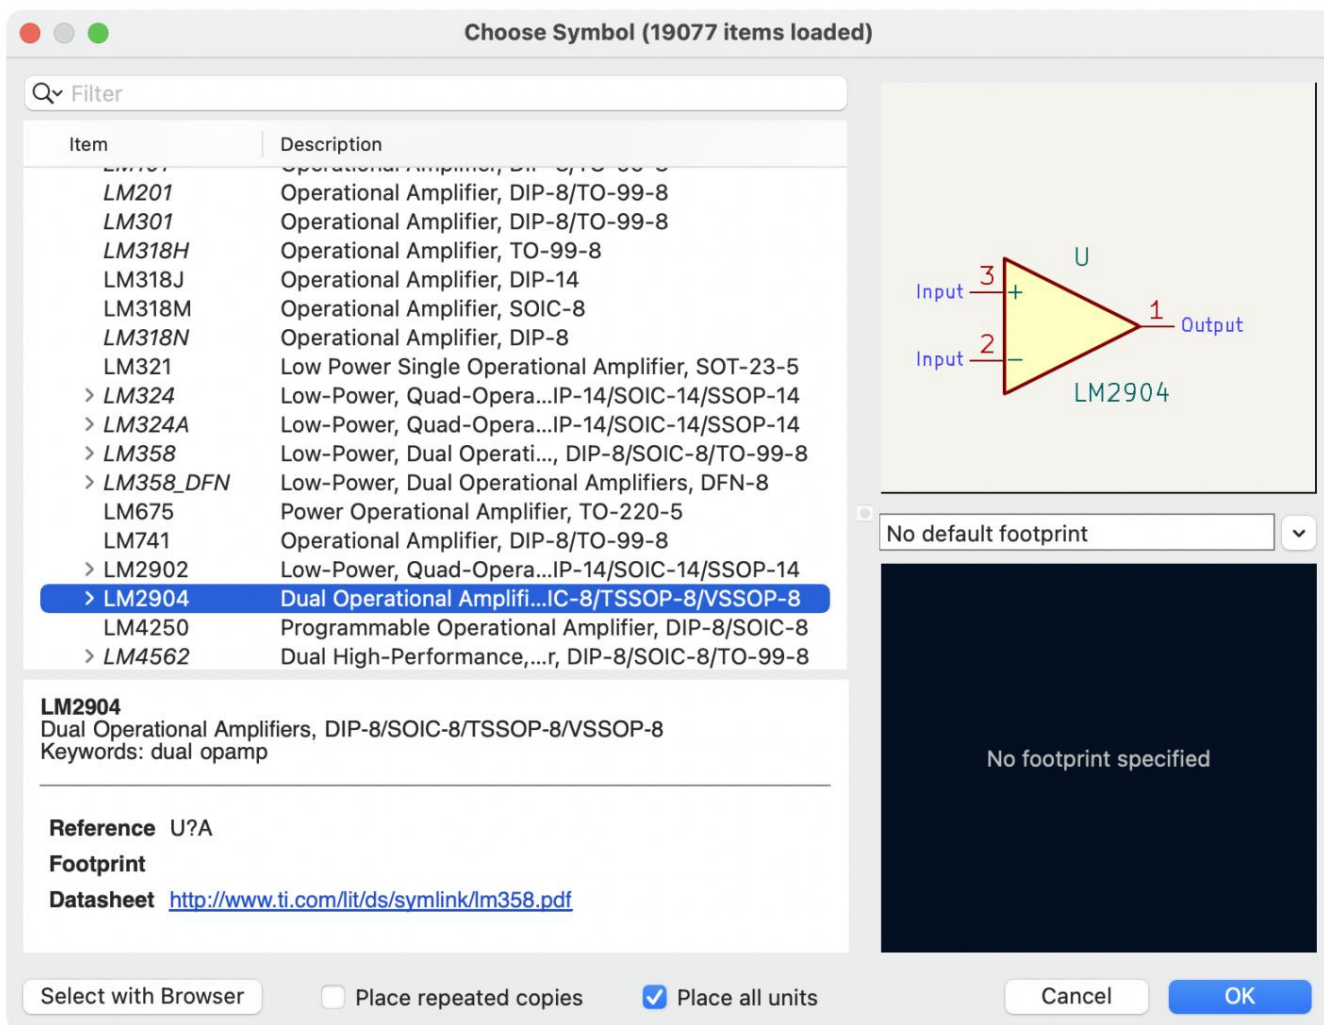 Choose Symbol (19077 items loaded)
Filter
Item Description
LM201 Operational Amplifier, DIP-8/TO-99-8
LM301 Operational Amplifier, DIP-8/TO-99-8
LM318H Operational Amplifier, TO-99-8
LM318J Operational Amplifier, DIP-14
LM318M Operational Amplifier, SOIC-8
LM318N Operational Amplifier, DIP-8
LM321 Low Power Single Operational Amplifier, SOT-23-5
> LM324 Low-Power, Quad-Opera...IP-14/SOIC-14/SSOP-14
> LM324A Low-Power, Quad-Opera...IP-14/SOIC-14/SSOP-14
> LM358 Low-Power, Dual Operati..., DIP-8/SOIC-8/TO-99-8
> LM358_DFN Low-Power, Dual Operational Amplifiers, DFN-8
LM675 Power Operational Amplifier, TO-220-5
LM741 Operational Amplifier, DIP-8/TO-99-8
> LM2902 Low-Power, Quad-Opera...IP-14/SOIC-14/SSOP-14
> LM2904 Dual Operational Amplifi...IC-8/TSSOP-8/VSSOP-8
LM4250 Programmable Operational Amplifier, DIP-8/SOIC-8
> LM4562 Dual High-Performance,...r, DIP-8/SOIC-8/TO-99-8
LM2904
Dual Operational Amplifiers, DIP-8/SOIC-8/TSSOP-8/VSSOP-8
Keywords: dual opamp
Reference U?A
Footprint
Datasheet http://www.ti.com/lit/ds/symlink/lm358.pdf
U
Input 3 +
1 Output
Input 2 −
LM2904
No default footprint
No footprint specified
Select with Browser Place repeated copies Place all units Cancel OK